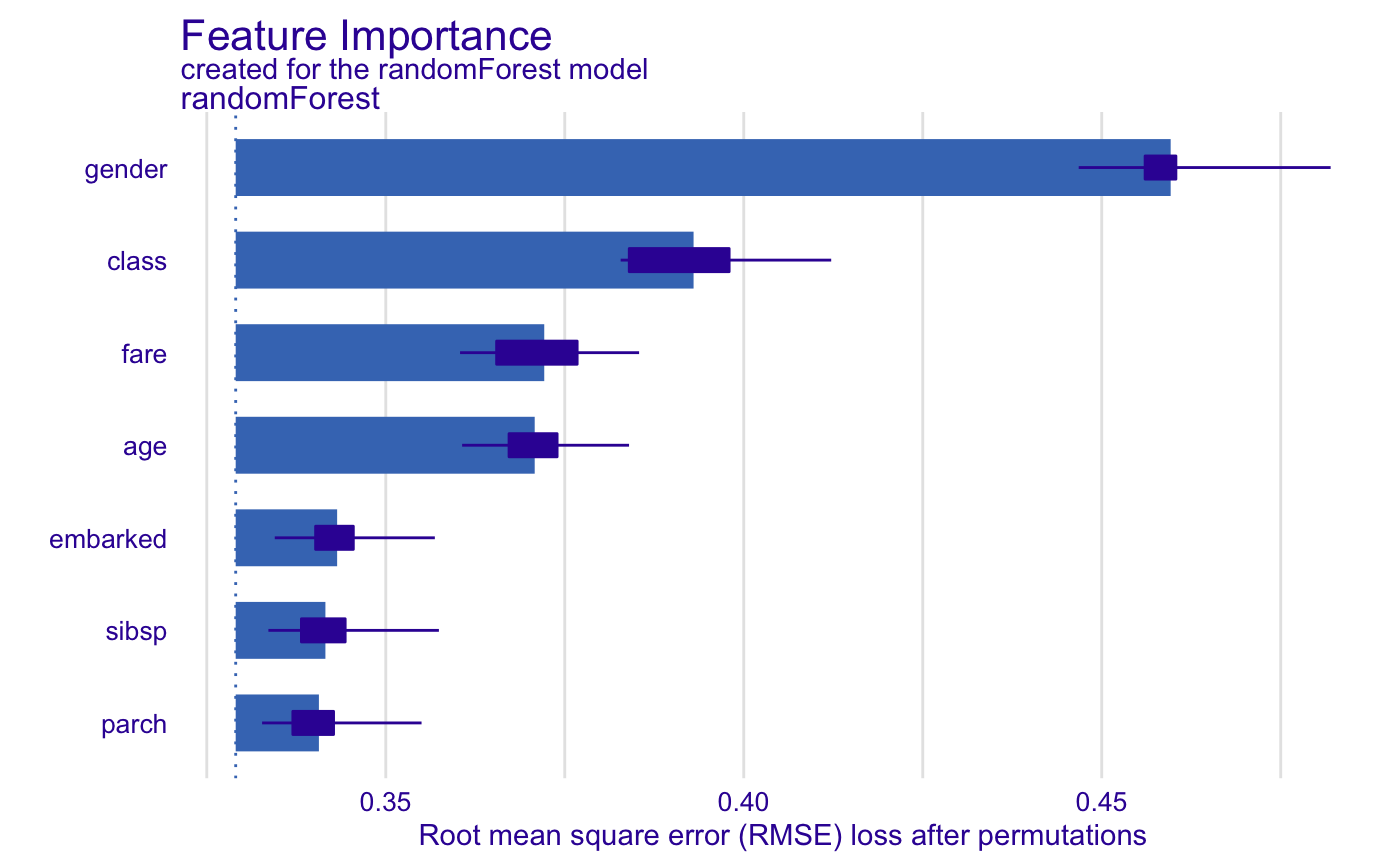 Feature Importance
created for the randomForest model
randomForest
gender
class
fare
age
embarked
sibsp
parch
0.35 0.40 0.45
Root mean square error (RMSE) loss after permutations